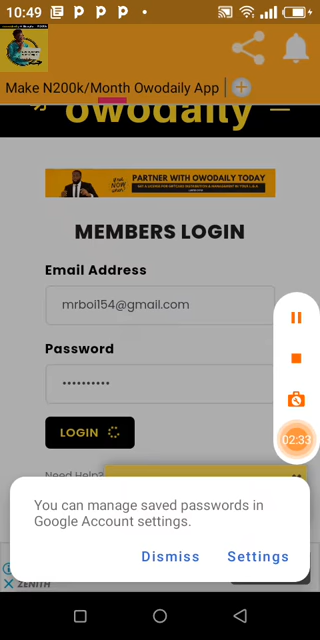 10:49
Make N200k/Month Owodaily App
owodaily
PARTNER WITH OWODAILY TODAY
MEMBERS LOGIN
Email Address
mrboi154@gmail.com
Password
••••••••••
LOGIN
02:33
Need Help?
You can manage saved passwords in
Google Account settings.
Dismiss
Settings
ZENITH